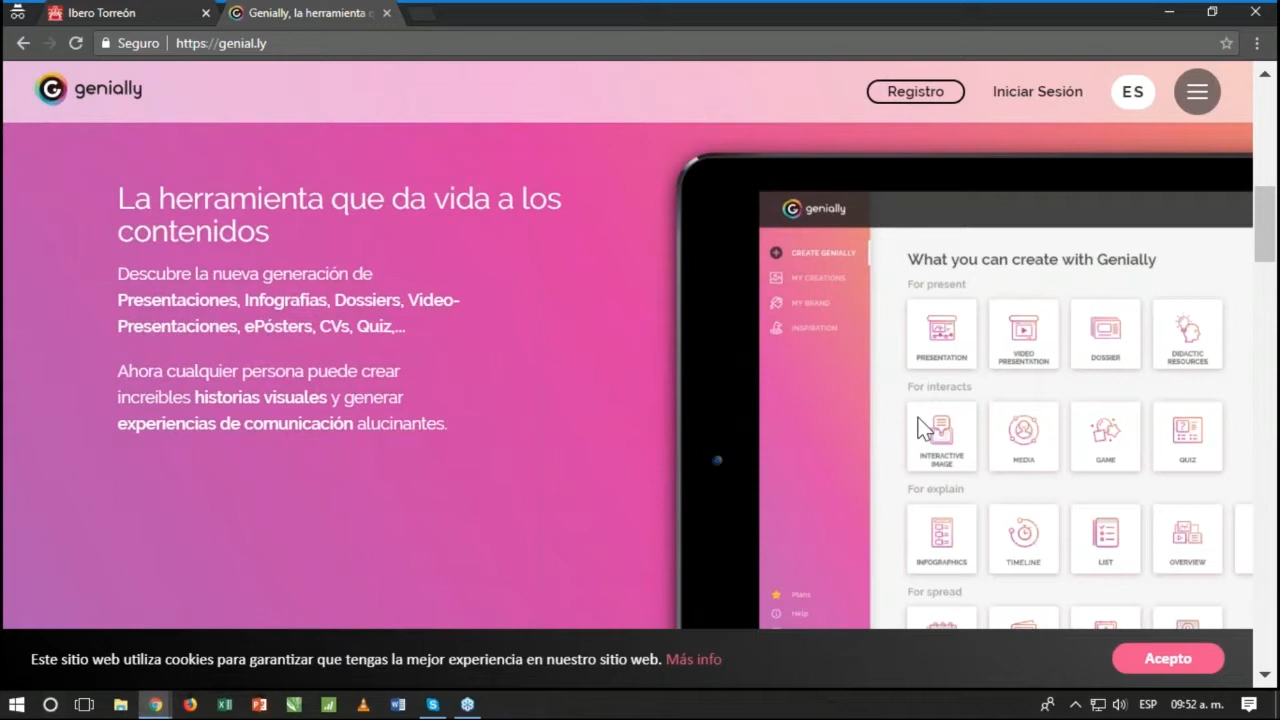 Ibero Torreón
Genially, la herramienta q
Seguro https://genial.ly
genially
Registro
Iniciar Sesión
ES
La herramienta que da vida a los
contenidos
Descubre la nueva generación de
Presentaciones, Infografías, Dossiers, Video-
Presentaciones, ePósters, CVs, Quiz,...
Ahora cualquier persona puede crear
increíbles historias visuales y generar
experiencias de comunicación alucinantes.
genially
CREATE GENIALLY
MY CREATIONS
MY BRAND
INSPIRATION
Plans
Help
What you can create with Genially
For present
PRESENTATION
VIDEO
PRESENTATION
DOSSIER
DIDACTIC
RESOURCES
For interacts
INTERACTIVE
IMAGE
MEDIA
GAME
QUIZ
For explain
INFOGRAPHICS
TIMELINE
LIST
OVERVIEW
For spread
Este sitio web utiliza cookies para garantizar que tengas la mejor experiencia en nuestro sitio web. Más info
Acepto
ESP
09:52 a. m.